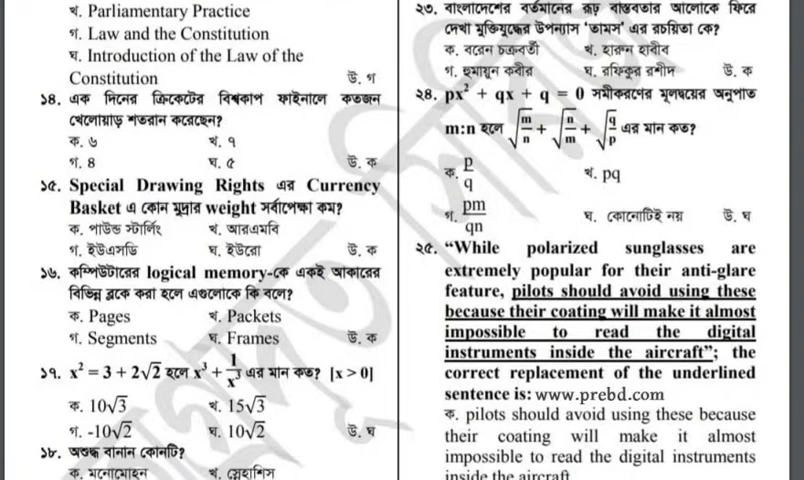 খ. Parliamentary Practice
গ. Law and the Constitution
ঘ. Introduction of the Law of the
Constitution উ. গ
১৪. এক দিনের ক্রিকেটের বিশ্বকাপ ফাইনালে কতজন
খেলোয়াড় শতরান করেছেন?
ক. ৬ খ. ৭
গ. ৪ ঘ. ৫ উ. ক
১৫. Special Drawing Rights এর Currency
Basket এ কোন মুদ্রার weight সর্বাপেক্ষা কম?
ক. পাউন্ড স্টার্লিং খ. আরএমবি
গ. ইউএসডি ঘ. ইউরো উ. ক
১৬. কম্পিউটারের logical memory-কে একই আকারের
বিভিন্ন ব্লকে করা হলে এগুলোকে কি বলে?
ক. Pages খ. Packets
গ. Segments ঘ. Frames উ. ক
১৭. x² = 3 + 2√2 হলে x³ + 1/x³ এর মান কত? [x > 0]
ক. 10√3 খ. 15√3
গ. -10√2 ঘ. 10√2 উ. ঘ
১৮. অশুদ্ধ বানান কোনটি?
ক. মনোমোহন খ. স্নেহাশিস
২৩. বাংলাদেশের বর্তমানের রূঢ় বাস্তবতার আলোকে ফিরে
দেখা মুক্তিযুদ্ধের উপন্যাস ‘তামস’ এর রচয়িতা কে?
ক. বরেন চক্রবর্তী খ. হারুন হাবীব
গ. হুমায়ুন কবীর ঘ. রফিকুর রশীদ উ. ক
২৪. px² + qx + q = 0 সমীকরণের মূলদ্বয়ের অনুপাত
m:n হলে √(m/n) + √(n/m) + √(q/p) এর মান কত?
ক. p/q খ. pq
গ. pm/qn ঘ. কোনোটিই নয় উ. ঘ
২৫. “While polarized sunglasses are
extremely popular for their anti-glare
feature, pilots should avoid using these
because their coating will make it almost
impossible to read the digital
instruments inside the aircraft”; the
correct replacement of the underlined
sentence is: www.prebd.com
ক. pilots should avoid using these because
their coating will make it almost
impossible to read the digital instruments
inside the aircraft